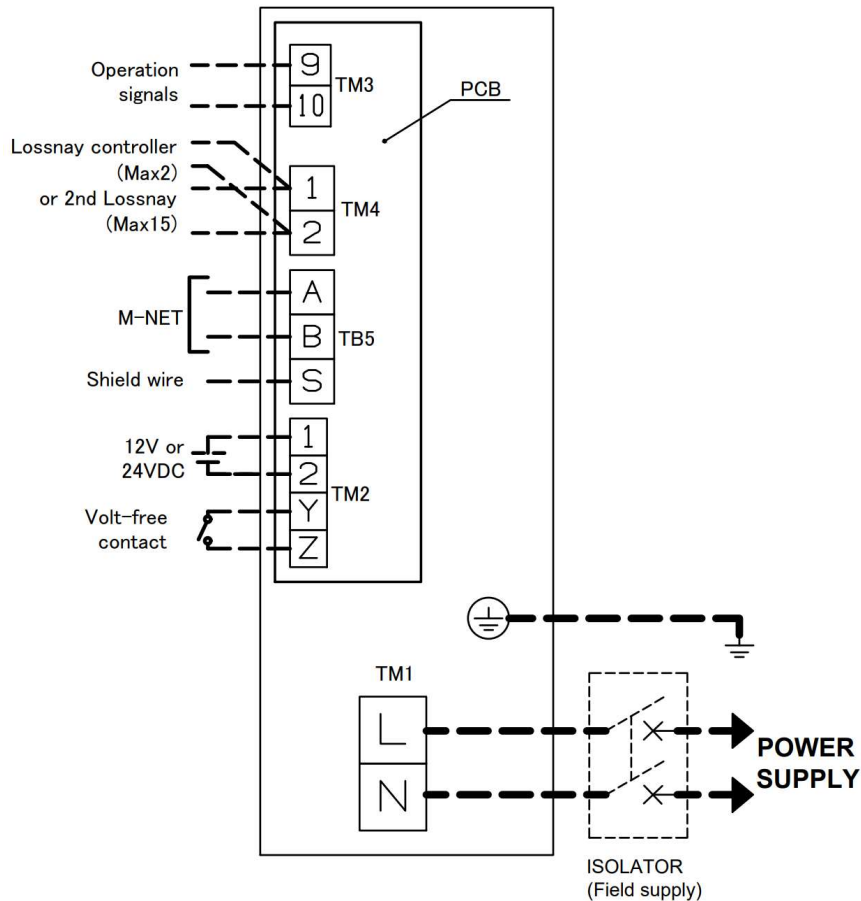 Operation
signals
9
10
TM3
PCB
Lossnay controller
(Max2)
or 2nd Lossnay
(Max15)
1
2
TM4
M-NET
A
B
TB5
Shield wire
S
12V or
24VDC
1
2
TM2
Volt-free
contact
Y
Z
TM1
L
N
POWER
SUPPLY
ISOLATOR
(Field supply)